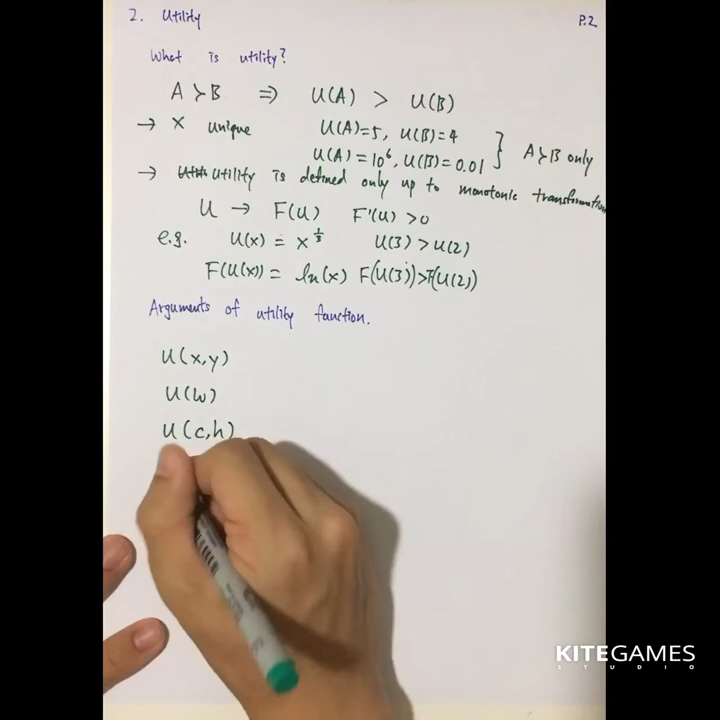 2. Utility P.2
What is utility?
A ≻ B ⇒ U(A) > U(B)
→ × unique U(A)=5, U(B)=4
U(A)=10⁶, U(B)=0.01 } A≻B only
→ utility is defined only up to monotonic transformation
U → F(U) F'(U) >0
e.g. U(x) = x^{1/3} U(3) > U(2)
F(U(x)) = ln(x) F(U(3))>F(U(2))
Arguments of utility function.
U(x,y)
U(W)
U(c,h)
KITEGAMES
STUDIO